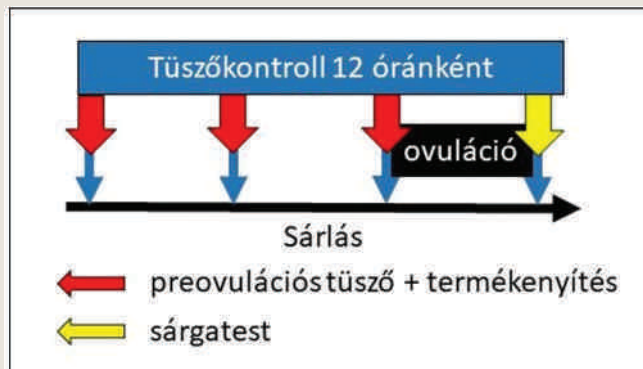 Tüszőkontroll 12 óránként
ovuláció
Sárlás
preovulációs tüsző + termékenyítés
sárgatest